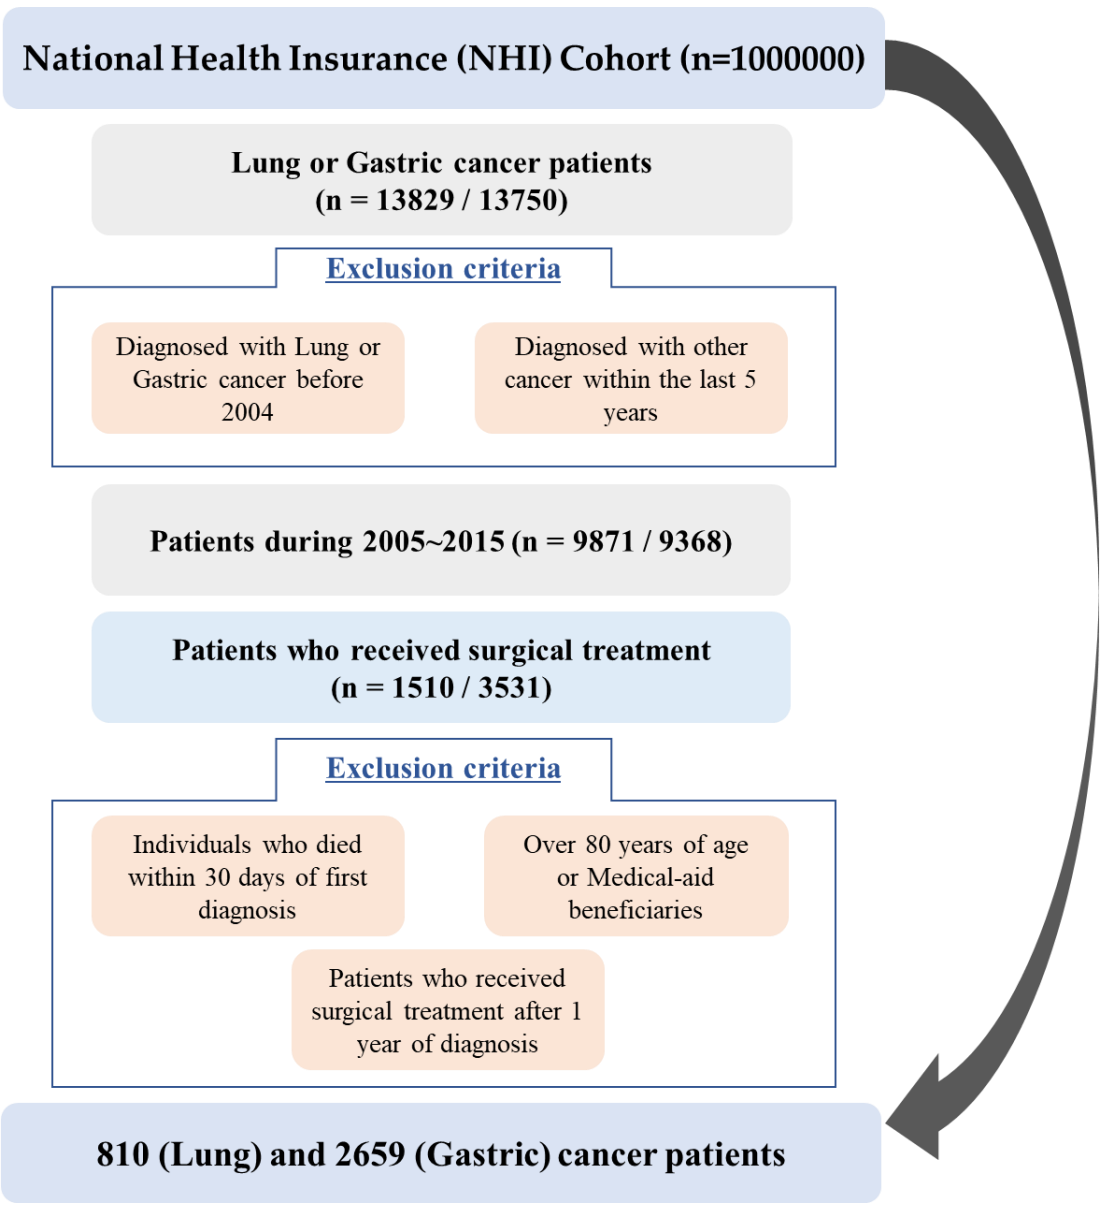 National Health Insurance (NHI) Cohort (n=1000000)
Lung or Gastric cancer patients
(n = 13829 / 13750)
Exclusion criteria
Diagnosed with Lung or
Gastric cancer before
2004
Diagnosed with other
cancer within the last 5
years
Patients during 2005~2015 (n = 9871 / 9368)
Patients who received surgical treatment
(n = 1510 / 3531)
Exclusion criteria
Individuals who died
within 30 days of first
diagnosis
Over 80 years of age
or Medical-aid
beneficiaries
Patients who received
surgical treatment after 1
year of diagnosis
810 (Lung) and 2659 (Gastric) cancer patients